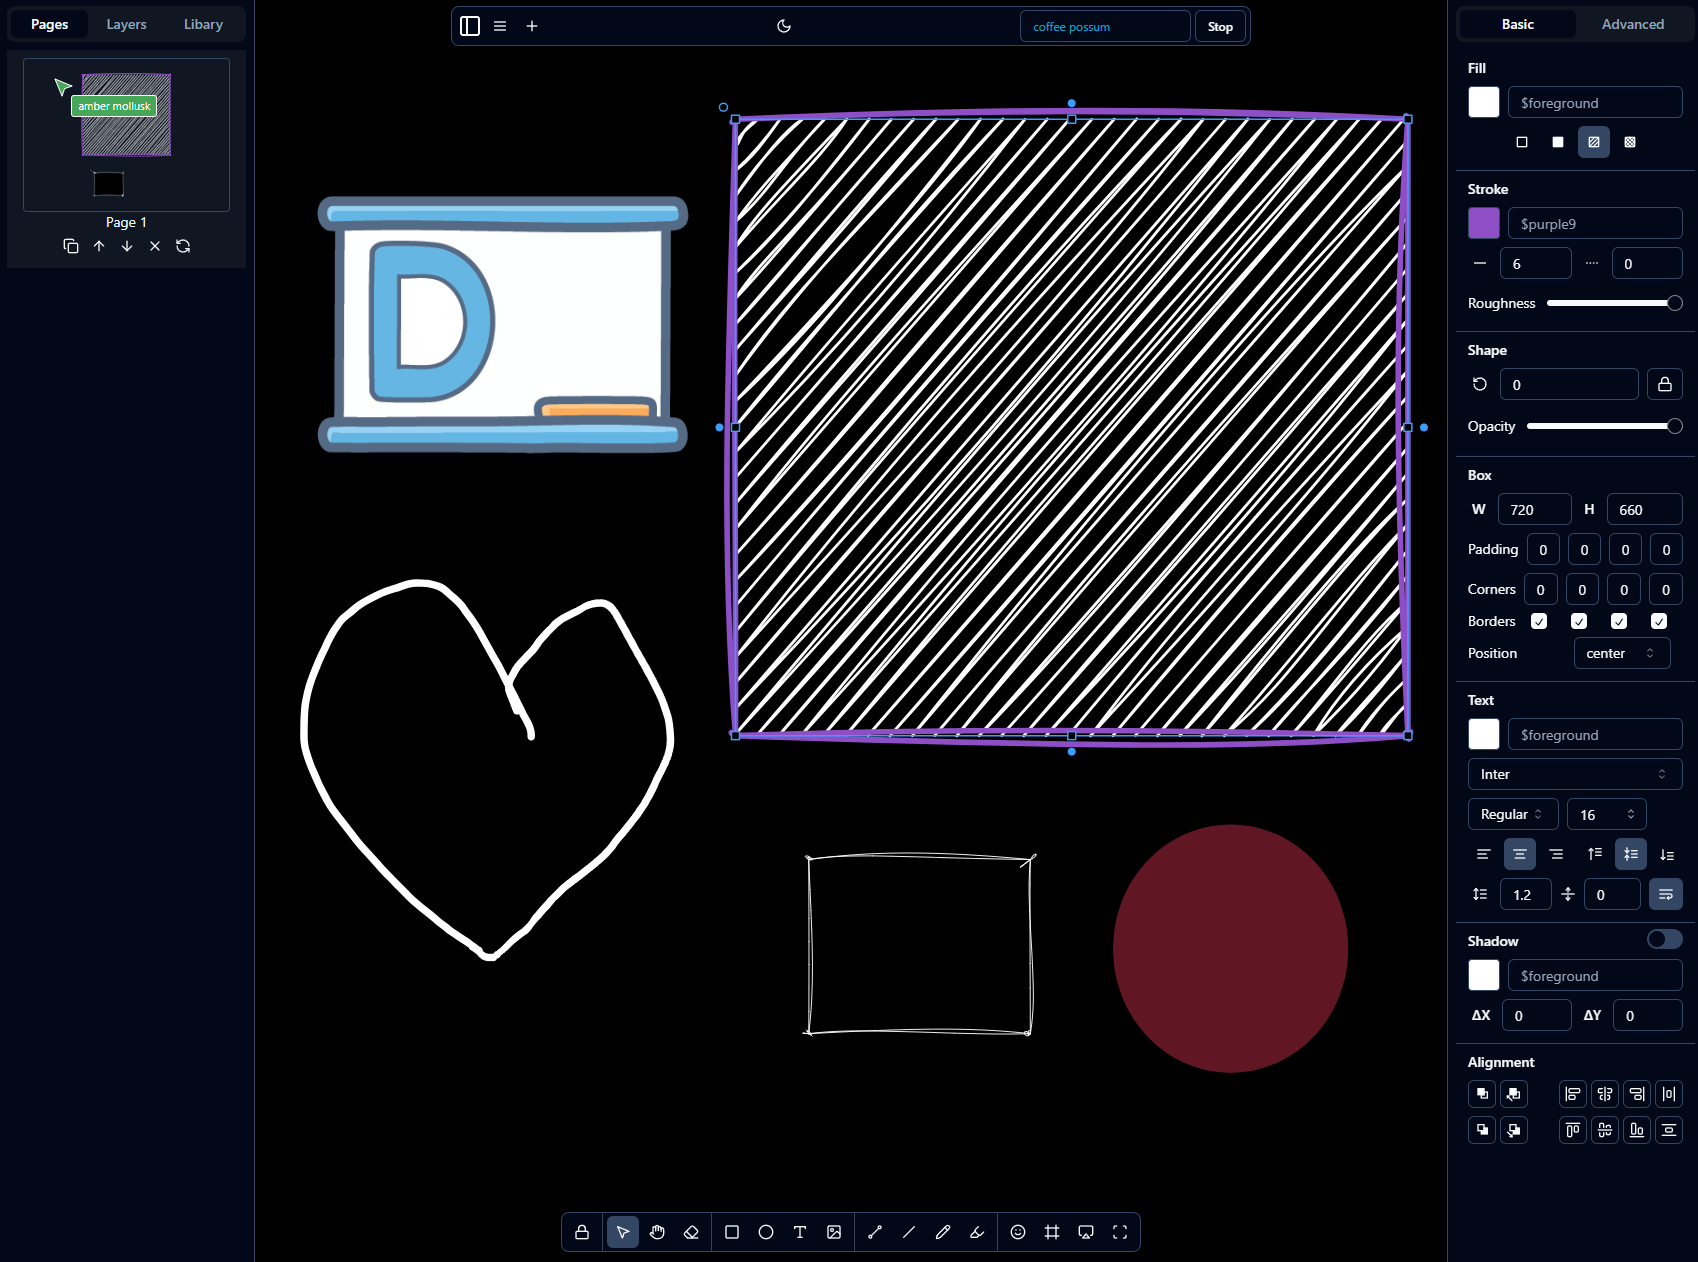 Pages Layers Libary
coffee possum Stop
Basic Advanced
amber mollusk
Page 1
D
Fill
$foreground
Stroke
$purple9
6 0
Roughness
Shape
0
Opacity
Box
W 720 H 660
Padding 0 0 0 0
Corners 0 0 0 0
Borders
Position center
Text
$foreground
Inter
Regular 16
1.2 0
Shadow
$foreground
ΔX 0 ΔY 0
Alignment